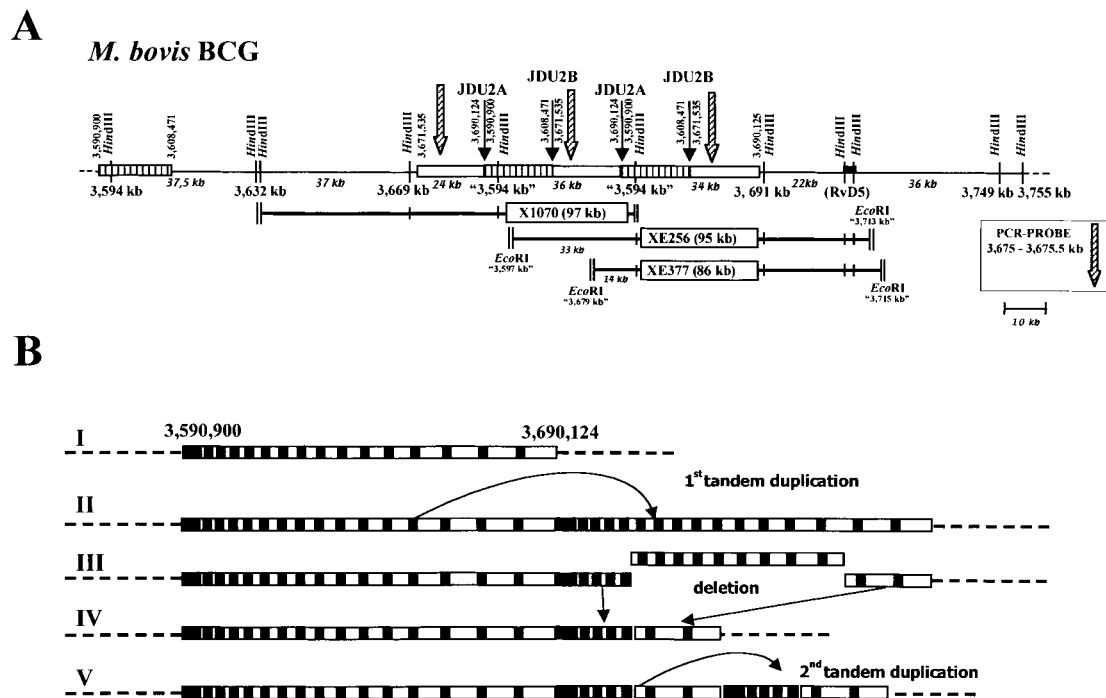 A
M. bovis BCG
JDU2A
JDU2B
JDU2A
JDU2B
3,590,900
HindIII
3,608,471
HindIII
HindIII
HindIII
3,671,535
3,690,124
3,590,900
HindIII
3,608,471
3,671,535
3,690,124
3,590,900
HindIII
3,608,471
3,671,535
3,690,125
HindIII
HindIII
HindIII
HindIII
HindIII
3,594 kb
37,5 kb
3,632 kb
37 kb
3,669 kb
24 kb
"3,594 kb"
36 kb
"3,594 kb"
34 kb
3, 691 kb
22kb
(RvD5)
36 kb
3,749 kb
3,755 kb
X1070 (97 kb)
EcoRI
"3,713 kb"
XE256 (95 kb)
33 kb
EcoRI
"3,597 kb"
XE377 (86 kb)
14 kb
EcoRI
"3,679 kb"
EcoRI
"3,715 kb"
PCR-PROBE
3,675 - 3,675.5 kb
10 kb
B
3,590,900
3,690,124
I
1st tandem duplication
II
III
deletion
IV
V
2nd tandem duplication